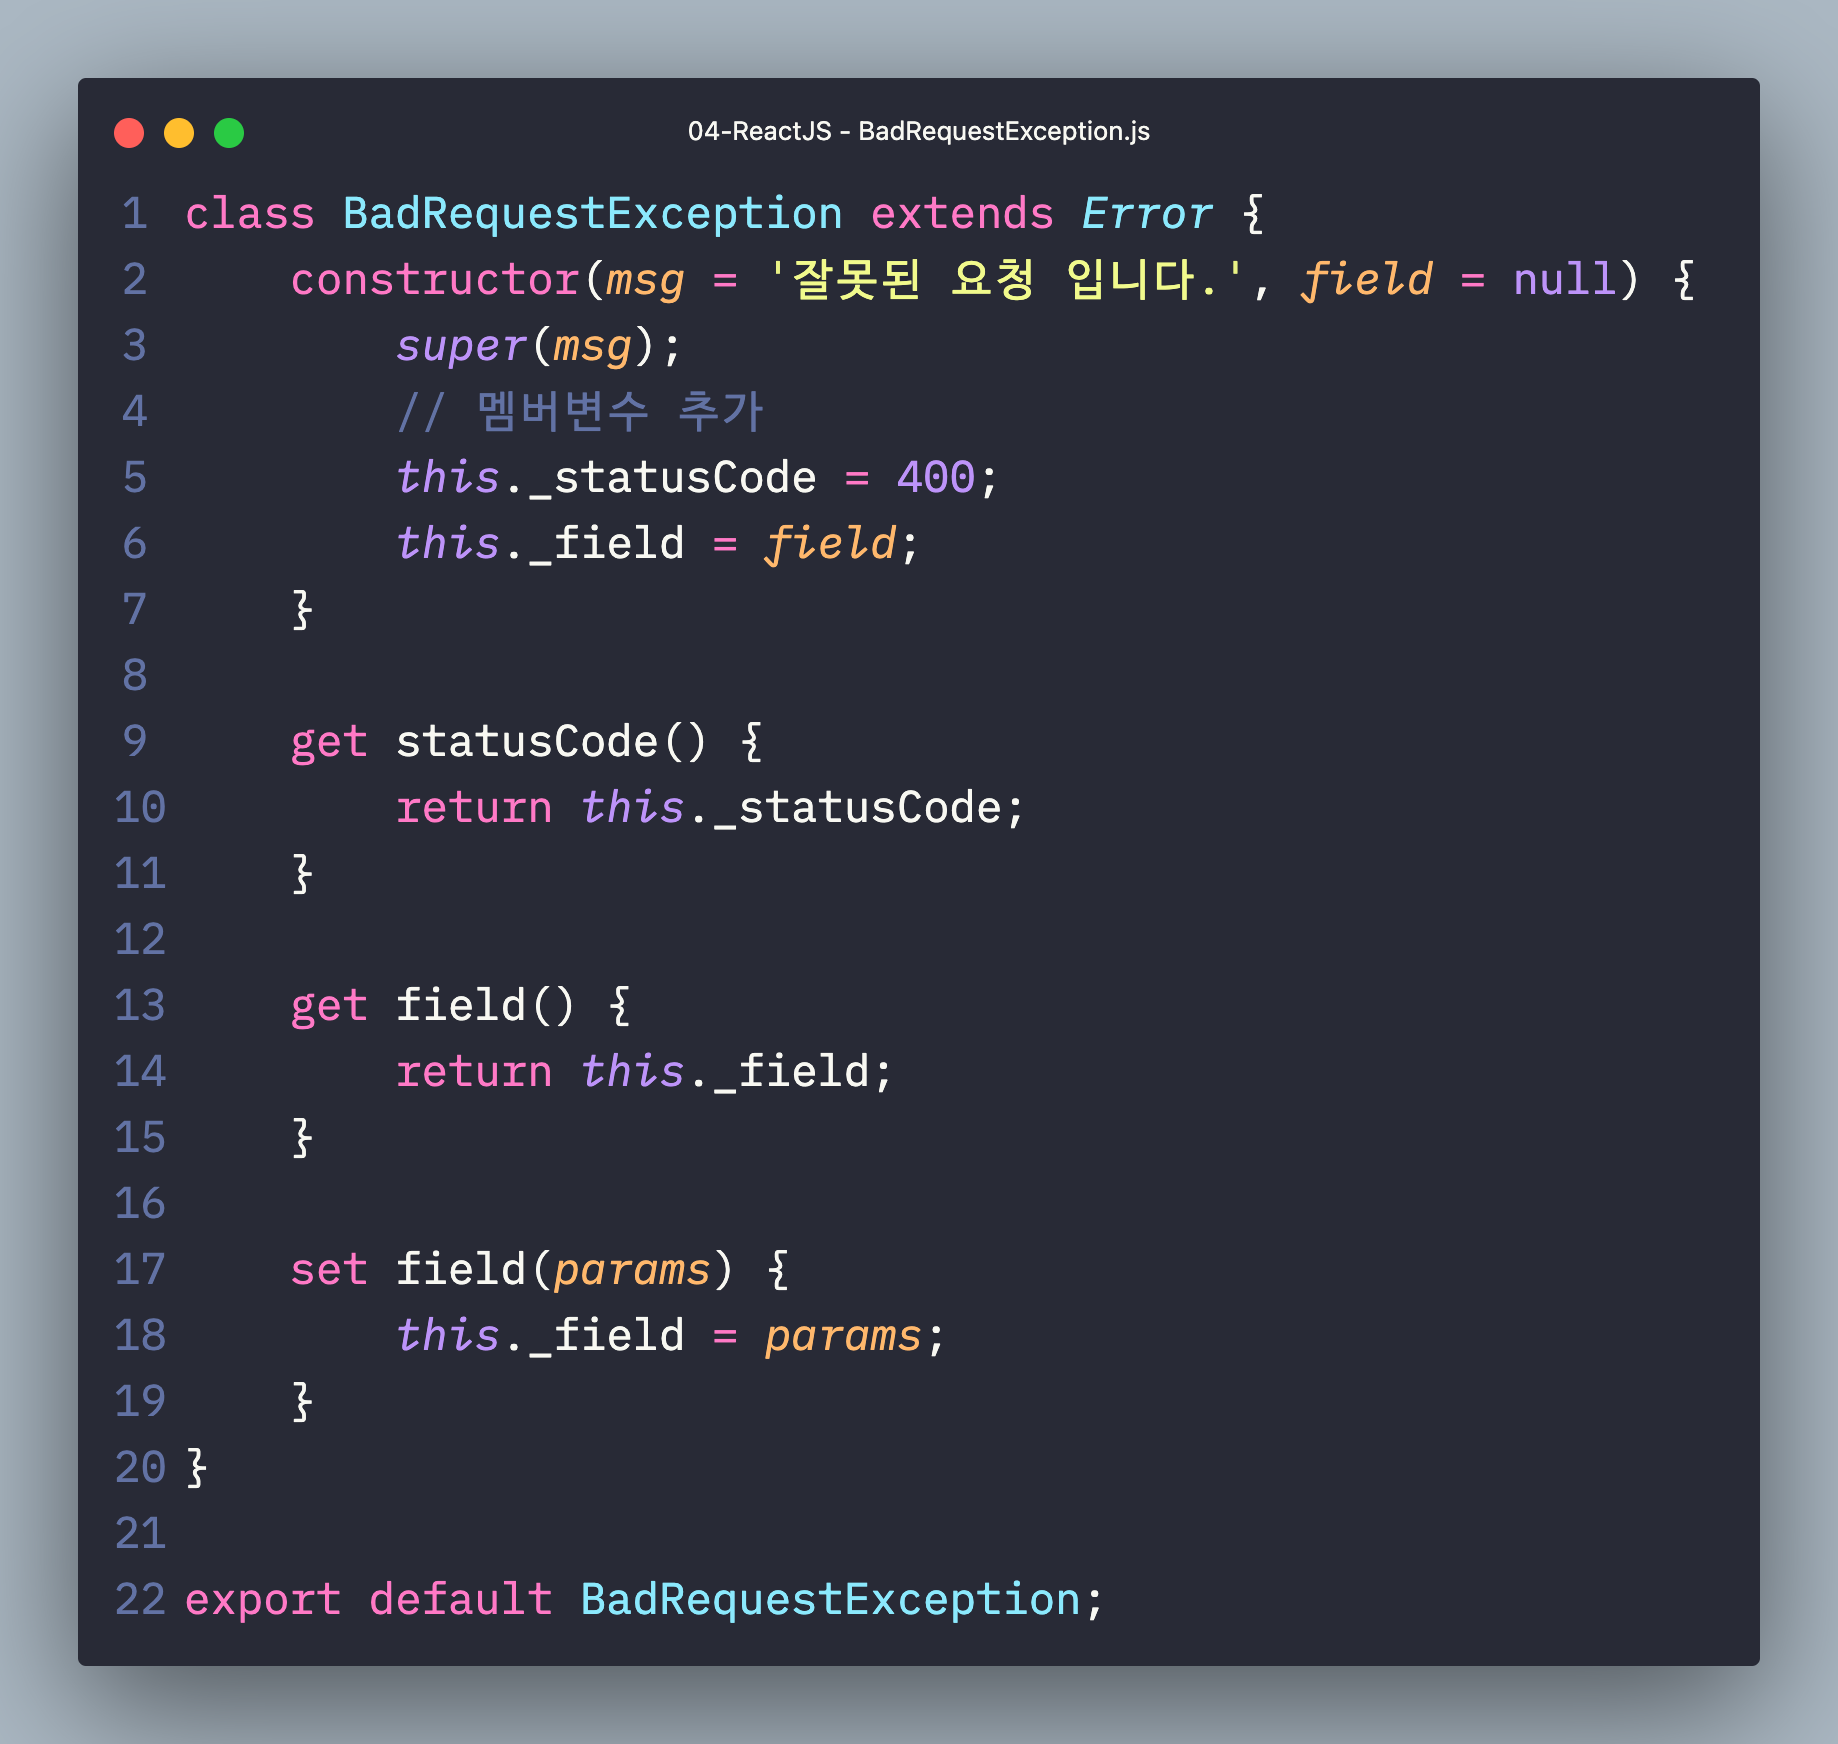 04-ReactJS - BadRequestException.js
1 class BadRequestException extends Error {
2     constructor(msg = '잘못된 요청 입니다.', field = null) {
3         super(msg);
4         // 멤버변수 추가
5         this._statusCode = 400;
6         this._field = field;
7     }
8
9     get statusCode() {
10         return this._statusCode;
11     }
12
13     get field() {
14         return this._field;
15     }
16
17     set field(params) {
18         this._field = params;
19     }
20 }
21
22 export default BadRequestException;